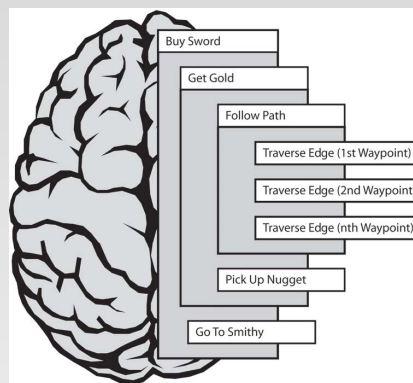 Buy Sword
Get Gold
Follow Path
Traverse Edge (1st Waypoint)
Traverse Edge (2nd Waypoint
Traverse Edge (nth Waypoint)
Pick Up Nugget
Go To Smithy